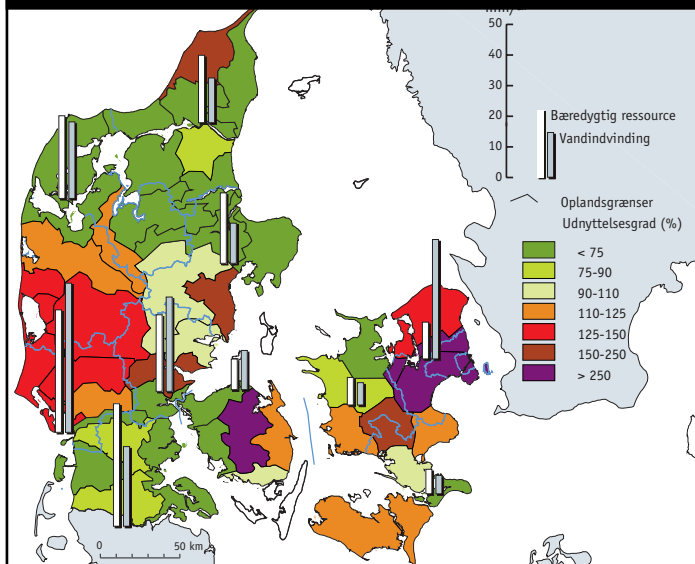 50
40
30
20
10
0
Bæredygtig ressource
Vandindvinding
Oplandsgrænser
Udnyttelsesgrad (%)
< 75
75-90
90-110
110-125
125-150
150-250
> 250
0 50 km